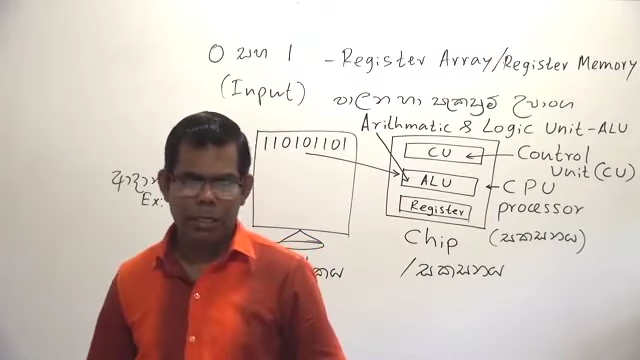 0 සහ 1 - Register Array/Register Memory
(Input)
පාලන හා සැකසුම්
Arithmatic & Logic Unit - ALU
110101101
CU
Control
Unit (CU)
ALU
CPU
Register
processor
(සකසනය)
Chip
/සකසනය
Ex: